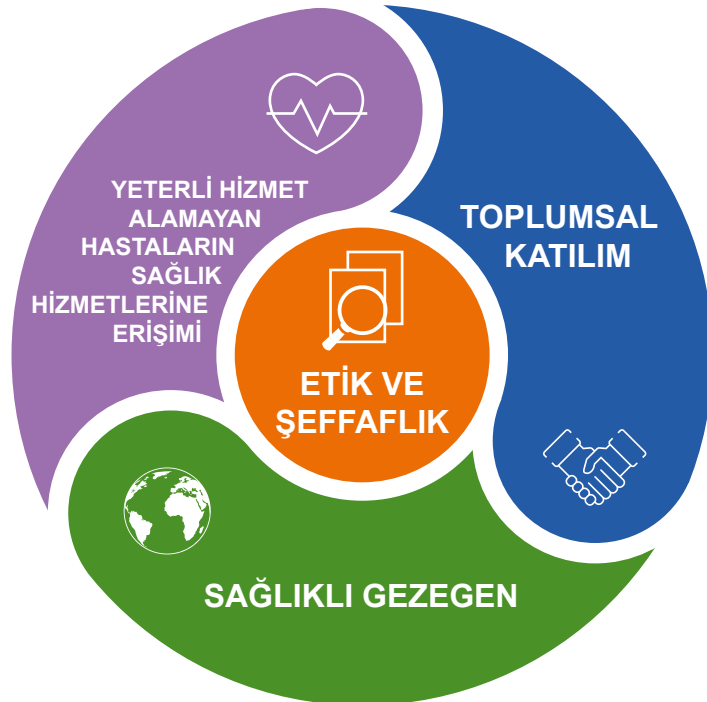 YETERLİ HİZMET
ALAMAYAN
HASTALARIN
SAĞLIK
HİZMETLERİNE
ERİŞİMİ
TOPLUMSAL
KATILIM
ETİK VE
ŞEFFAFLIK
SAĞLIKLI GEZEGEN